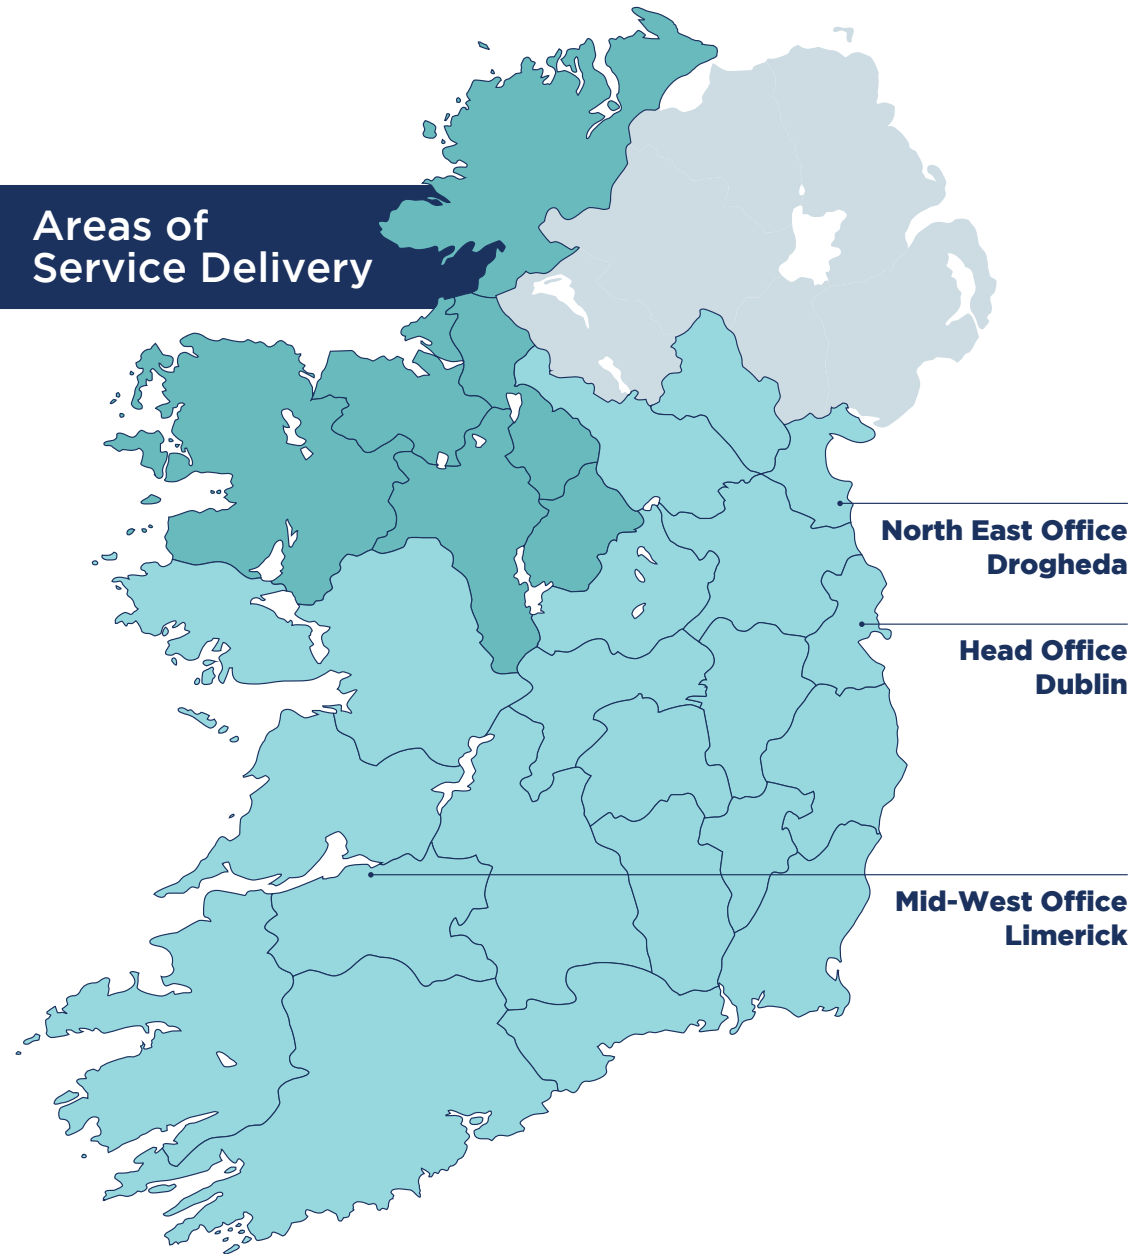 Areas of
Service Delivery
North East Office
Drogheda
Head Office
Dublin
Mid-West Office
Limerick